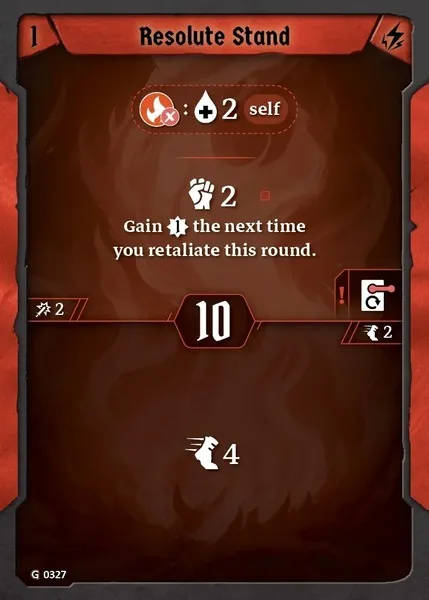 1
Resolute Stand
: 2 self
2
Gain 1 the next time
you retaliate this round.
!
2
10
2
4
G 0327